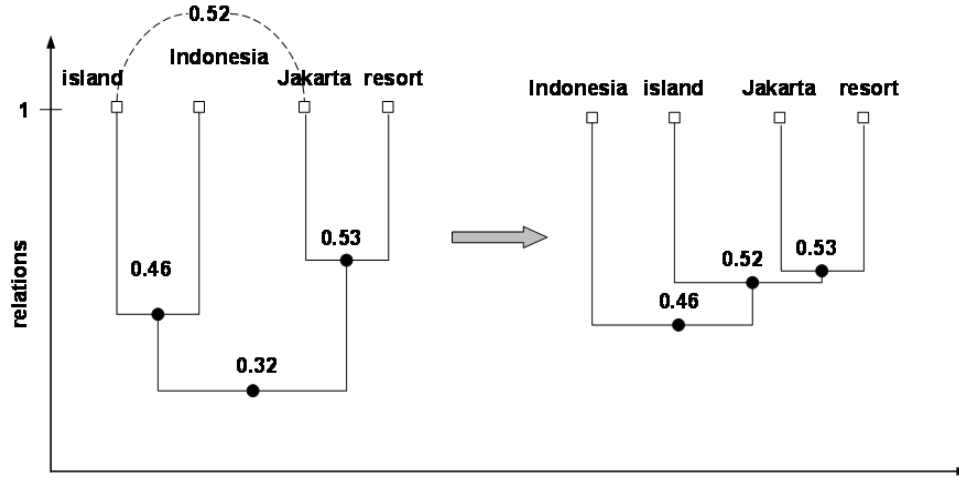 0.52
Indonesia
island
Jakarta resort
Indonesia island Jakarta resort
1
relations
0.46
0.53
0.32
0.53
0.52
0.46